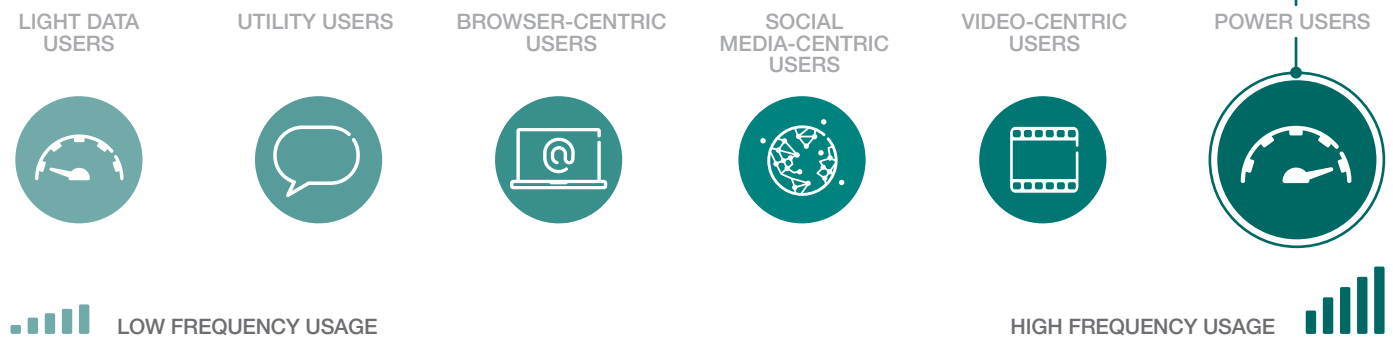 LIGHT DATA
USERS
UTILITY USERS
BROWSER-CENTRIC
USERS
SOCIAL
MEDIA-CENTRIC
USERS
VIDEO-CENTRIC
USERS
POWER USERS
@
LOW FREQUENCY USAGE
HIGH FREQUENCY USAGE